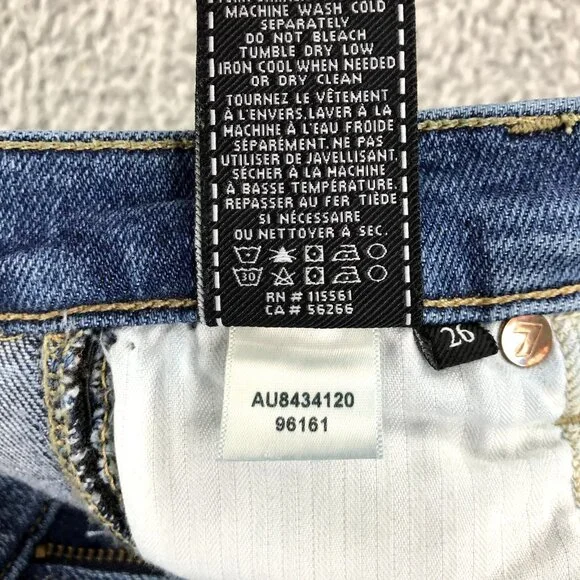 MACHINE WASH COLD
SEPARATELY
DO NOT BLEACH
TUMBLE DRY LOW
IRON COOL WHEN NEEDED
OR DRY CLEAN
TOURNEZ LE VÊTEMENT
À L'ENVERS, LAVER À LA
MACHINE À L'EAU FROIDE
SÉPARÉMENT. NE PAS
UTILISER DE JAVELLISANT,
SÉCHER À LA MACHINE
À BASSE TEMPÉRATURE.
REPASSER AU FER TIÈDE
SI NÉCESSAIRE
OU NETTOYER À SEC.
30
RN # 115561
CA # 56266
26
7
AU8434120
96161